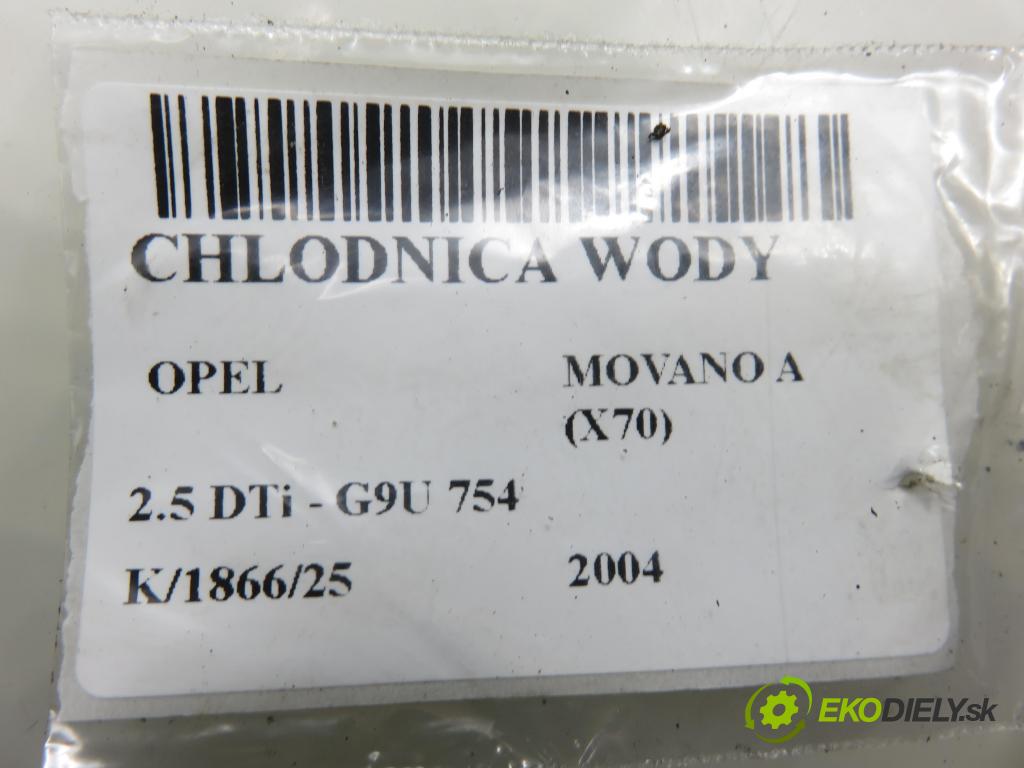 CHLODNICA WODY
OPEL
MOVANO A
(X70)
2.5 DTi - G9U 754
K/1866/25
2004
EKODIELY.sk